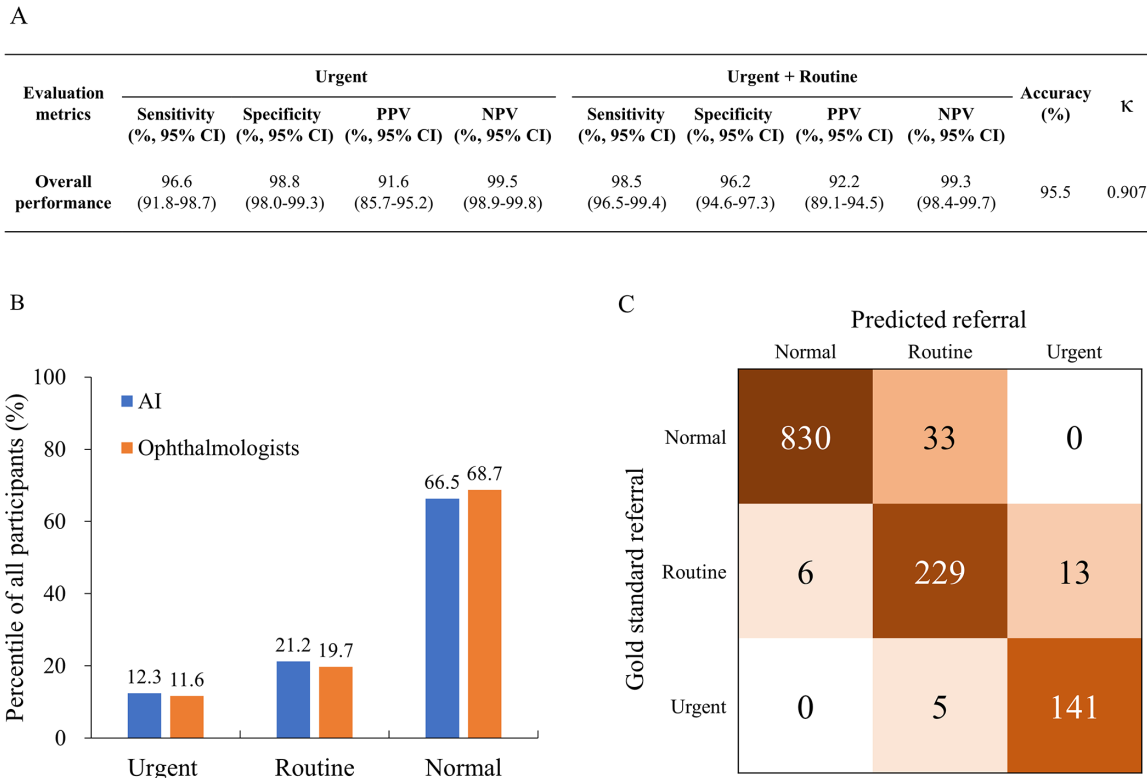 A
Urgent
Urgent + Routine
Evaluation metrics
Sensitivity (%, 95% CI)
Specificity (%, 95% CI)
PPV (%, 95% CI)
NPV (%, 95% CI)
Sensitivity (%, 95% CI)
Specificity (%, 95% CI)
PPV (%, 95% CI)
NPV (%, 95% CI)
Accuracy (%)
κ
Overall performance
96.6 (91.8-98.7)
98.8 (98.0-99.3)
91.6 (85.7-95.2)
99.5 (98.9-99.8)
98.5 (96.5-99.4)
96.2 (94.6-97.3)
92.2 (89.1-94.5)
99.3 (98.4-99.7)
95.5
0.907
B
Percentile of all participants (%)
100
80
60
40
20
0
AI
Ophthalmologists
12.3 11.6
21.2 19.7
66.5 68.7
Urgent Routine Normal
C
Predicted referral
Normal Routine Urgent
Gold standard referral
Normal 830 33 0
Routine 6 229 13
Urgent 0 5 141